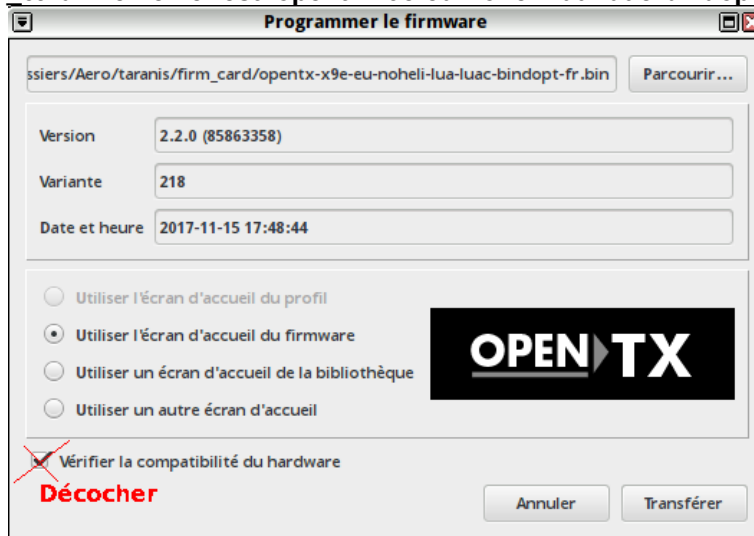 Programmer le firmware
ssiers/Aero/taranis/firm_card/opentx-x9e-eu-noheli-lua-luac-bindopt-fr.bin Parcourir...
Version 2.2.0 (85863358)
Variante 218
Date et heure 2017-11-15 17:48:44
Utiliser l'écran d'accueil du profil
Utiliser l'écran d'accueil du firmware
OPEN TX
Utiliser un écran d'accueil de la bibliothèque
Utiliser un autre écran d'accueil
Vérifier la compatibilité du hardware
Décocher
Annuler Transférer